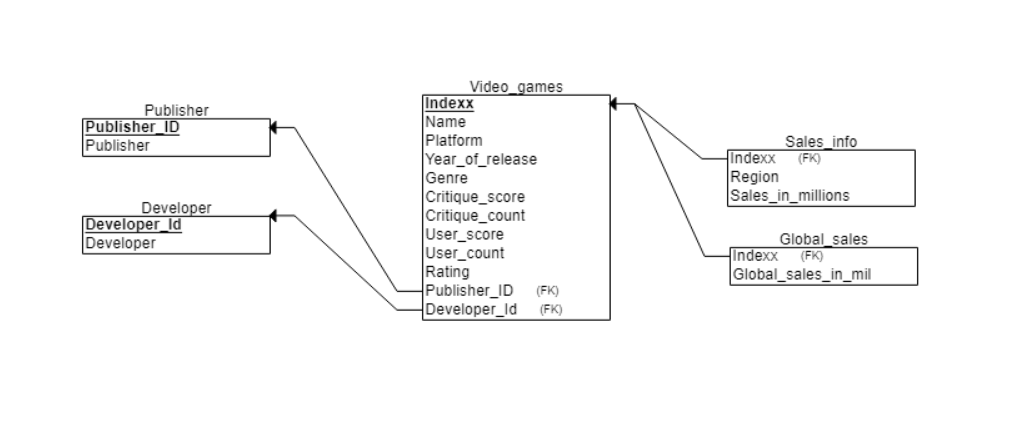 Publisher
Publisher_ID
Publisher
Developer
Developer_Id
Developer
Video_games
Indexx
Name
Platform
Year_of_release
Genre
Critique_score
Critique_count
User_score
User_count
Rating
Publisher_ID (FK)
Developer_Id (FK)
Sales_info
Indexx (FK)
Region
Sales_in_millions
Global_sales
Indexx (FK)
Global_sales_in_mil